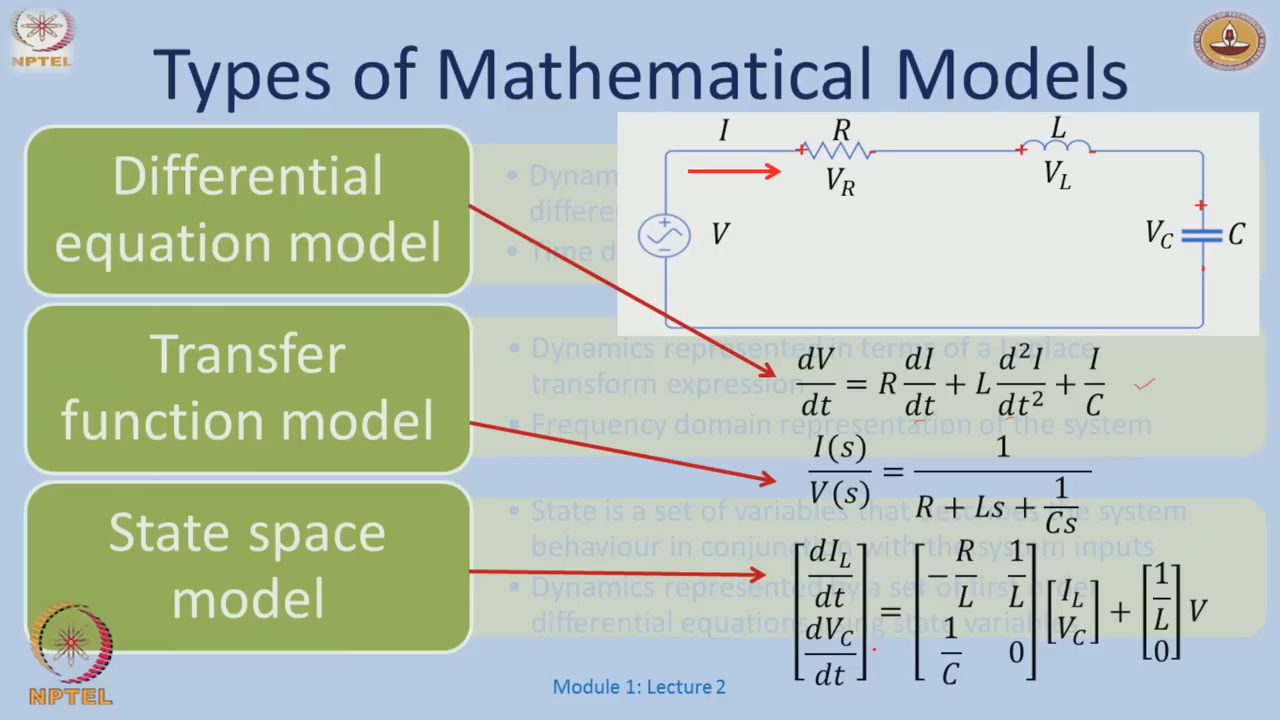 NPTEL
Types of Mathematical Models
Differential
equation model
Transfer
function model
State space
model
• Dynam
differe
• Time d
• Dynamics represented in terms of a Laplace
transform expression
• Frequency domain representation of the system
• State is a set of variables that describes the system
behaviour in conjunction with the system inputs
• Dynamics represented by a set of first order
differential equations using state variables
I R L
V_R V_L
V V_C C
+ −
dV/dt = R dI/dt + L d²I/dt² + I/C ✓
I(s)/V(s) = 1/(R + Ls + 1/(Cs))
[dI_L/dt; dV_C/dt] = [−R/L 1/L; 1/C 0] [I_L; V_C] + [1/L; 0] V
NPTEL
Module 1: Lecture 2